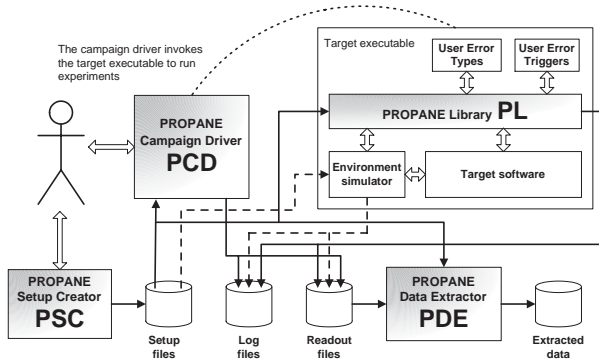 The campaign driver invokes
the target executable to run
experiments
Target executable
User Error
Types
User Error
Triggers
PROPANE Library PL
PROPANE
Campaign Driver
PCD
Environment
simulator
Target software
PROPANE
Setup Creator
PSC
Setup
files
Log
files
Readout
files
PROPANE
Data Extractor
PDE
Extracted
data